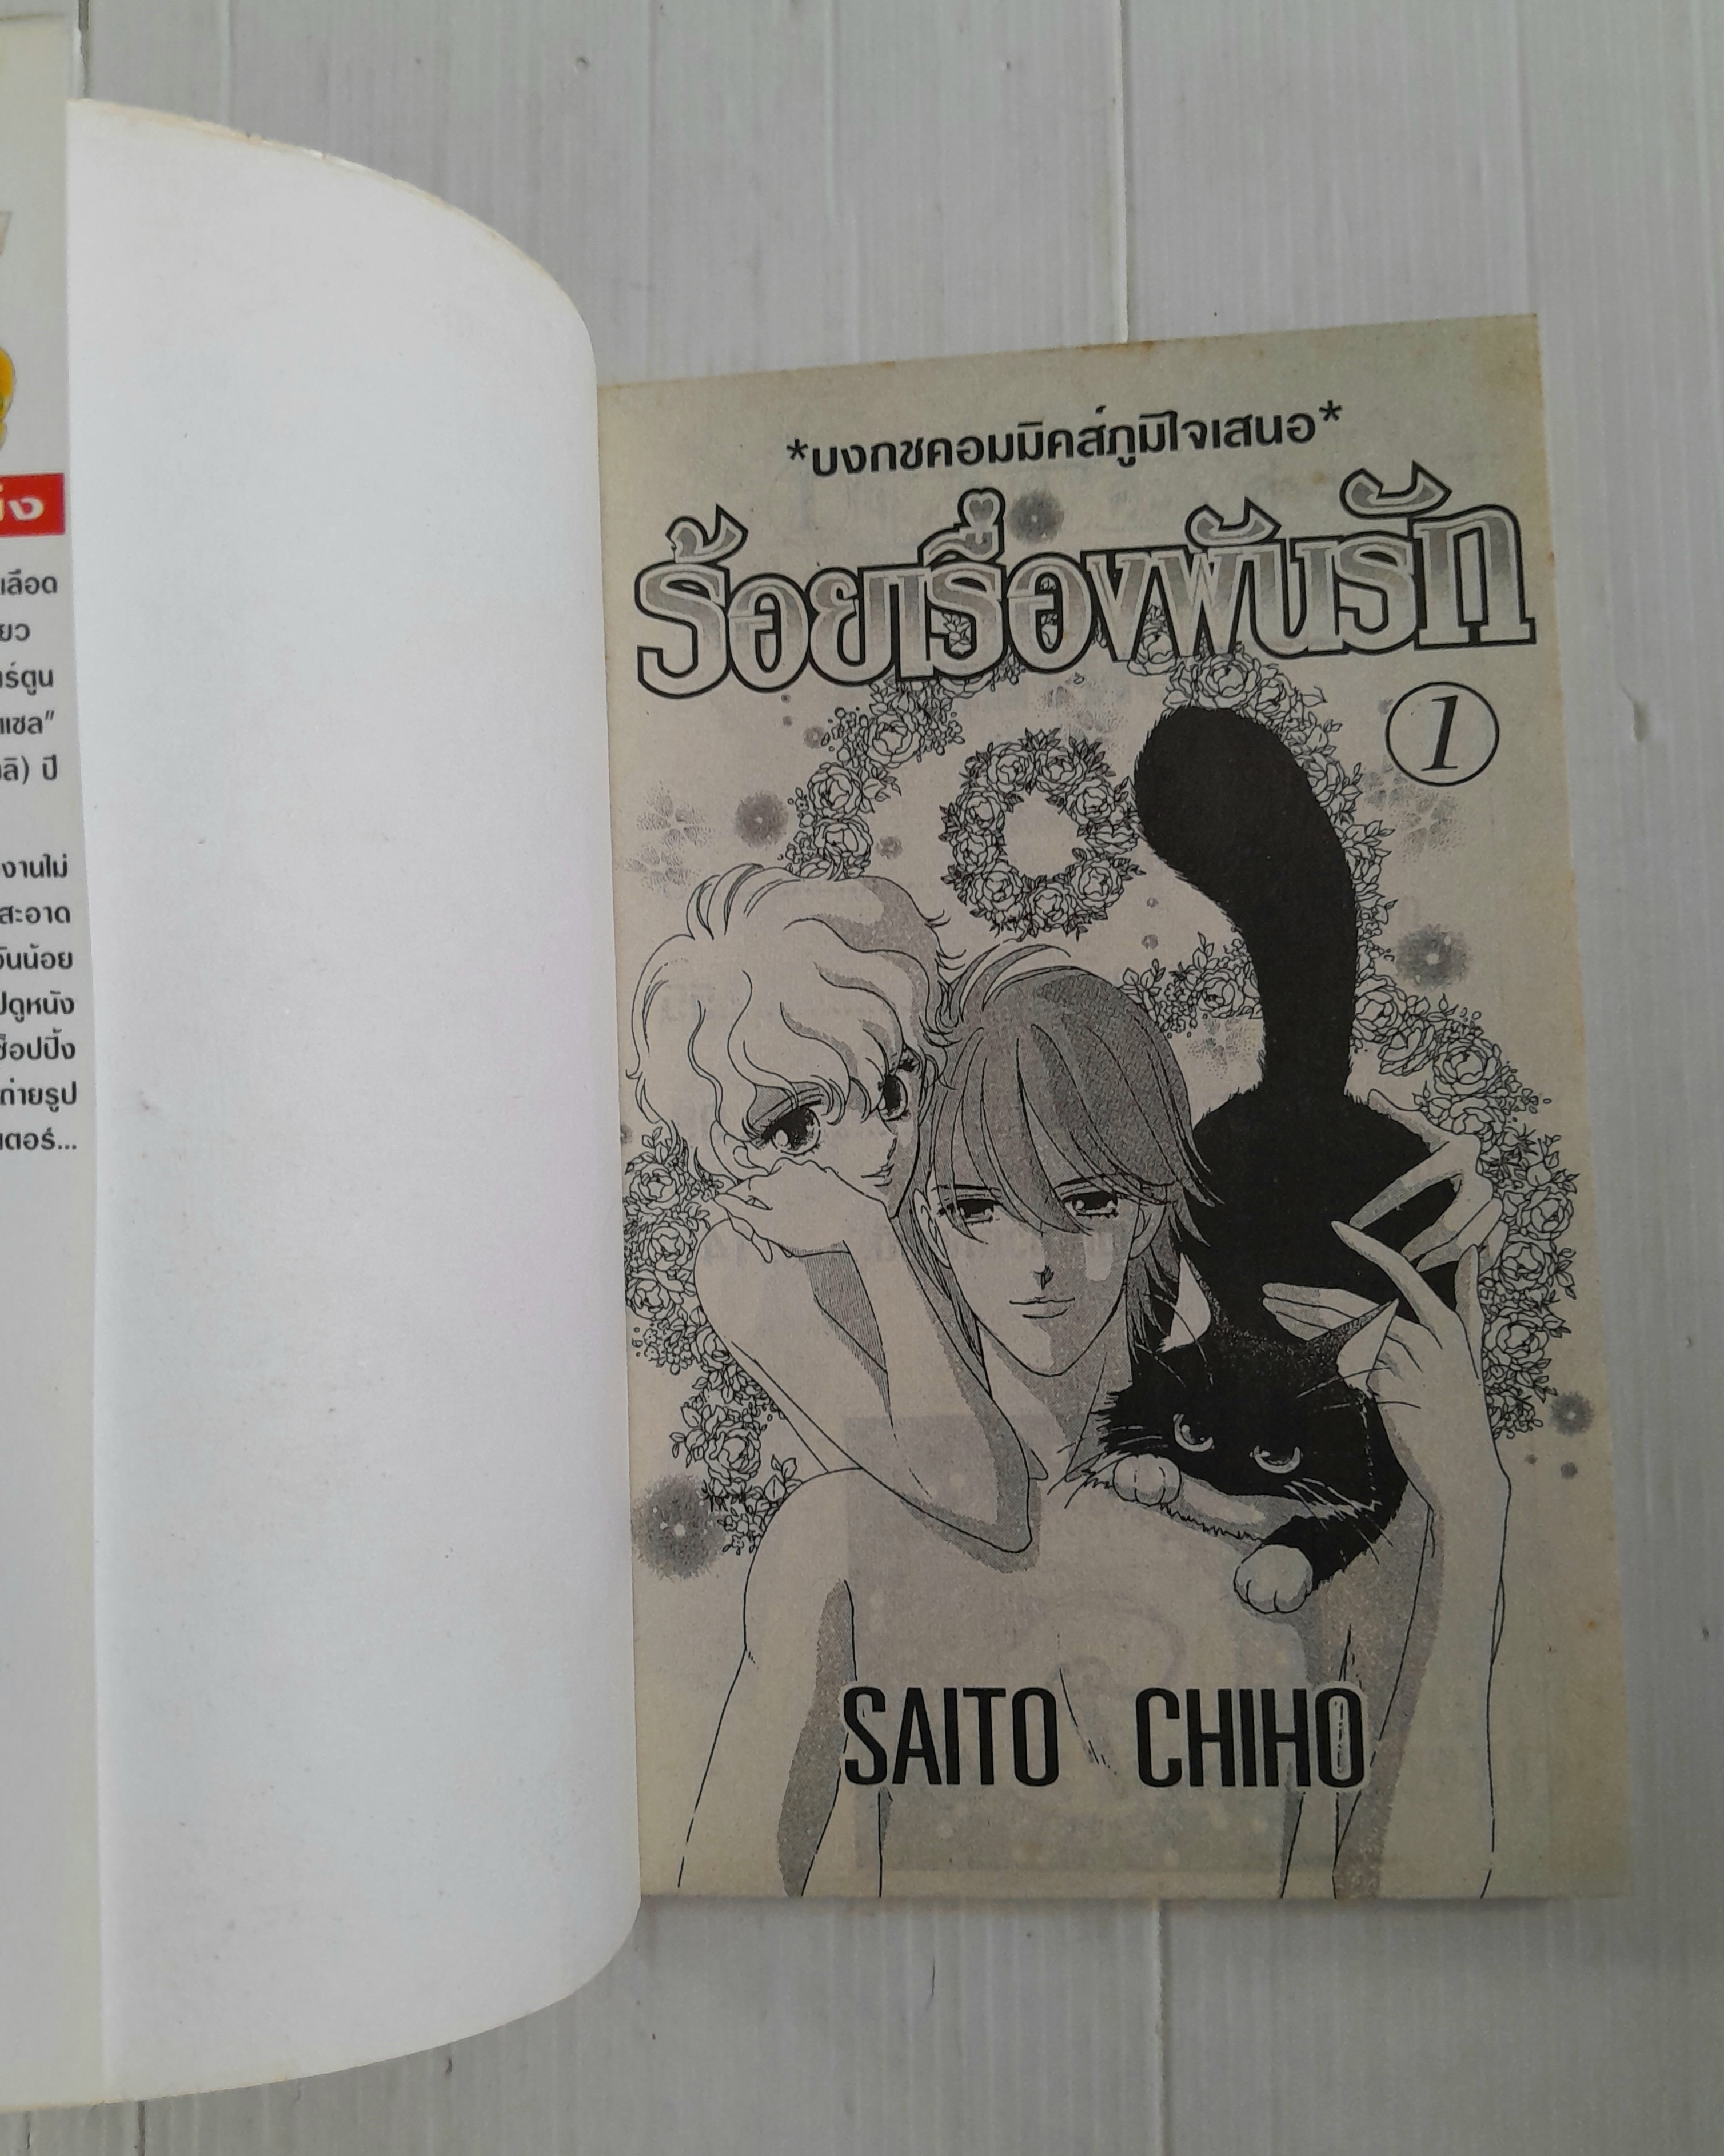 ัง
เลือด
ยว
ร์ตูน
แซล"
ลิ) ปี
งานไม่
สะอาด
วันน้อย
ปดูหนัง
ช็อปปิ้ง
ถ่ายรูป
เตอร์...
*บงกชคอมมิคส์ภูมิใจเสนอ*
ร้อยเรื่องพันรัก
1
SAITO CHIHO